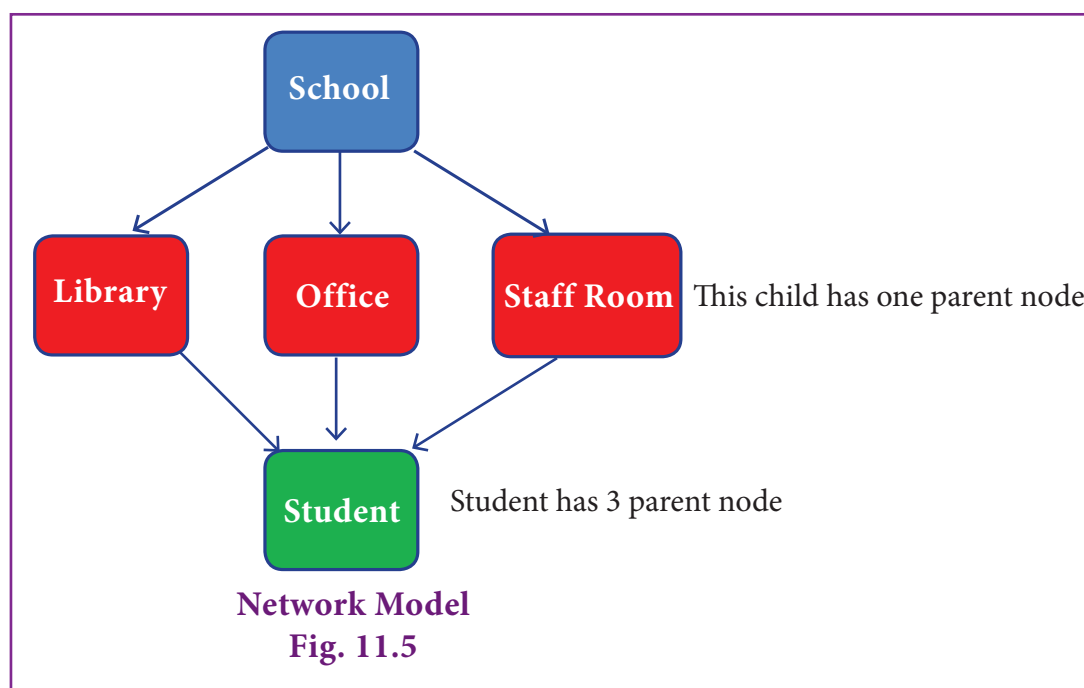 School
Library
Office
Staff Room
This child has one parent node
Student
Student has 3 parent node
Network Model
Fig. 11.5